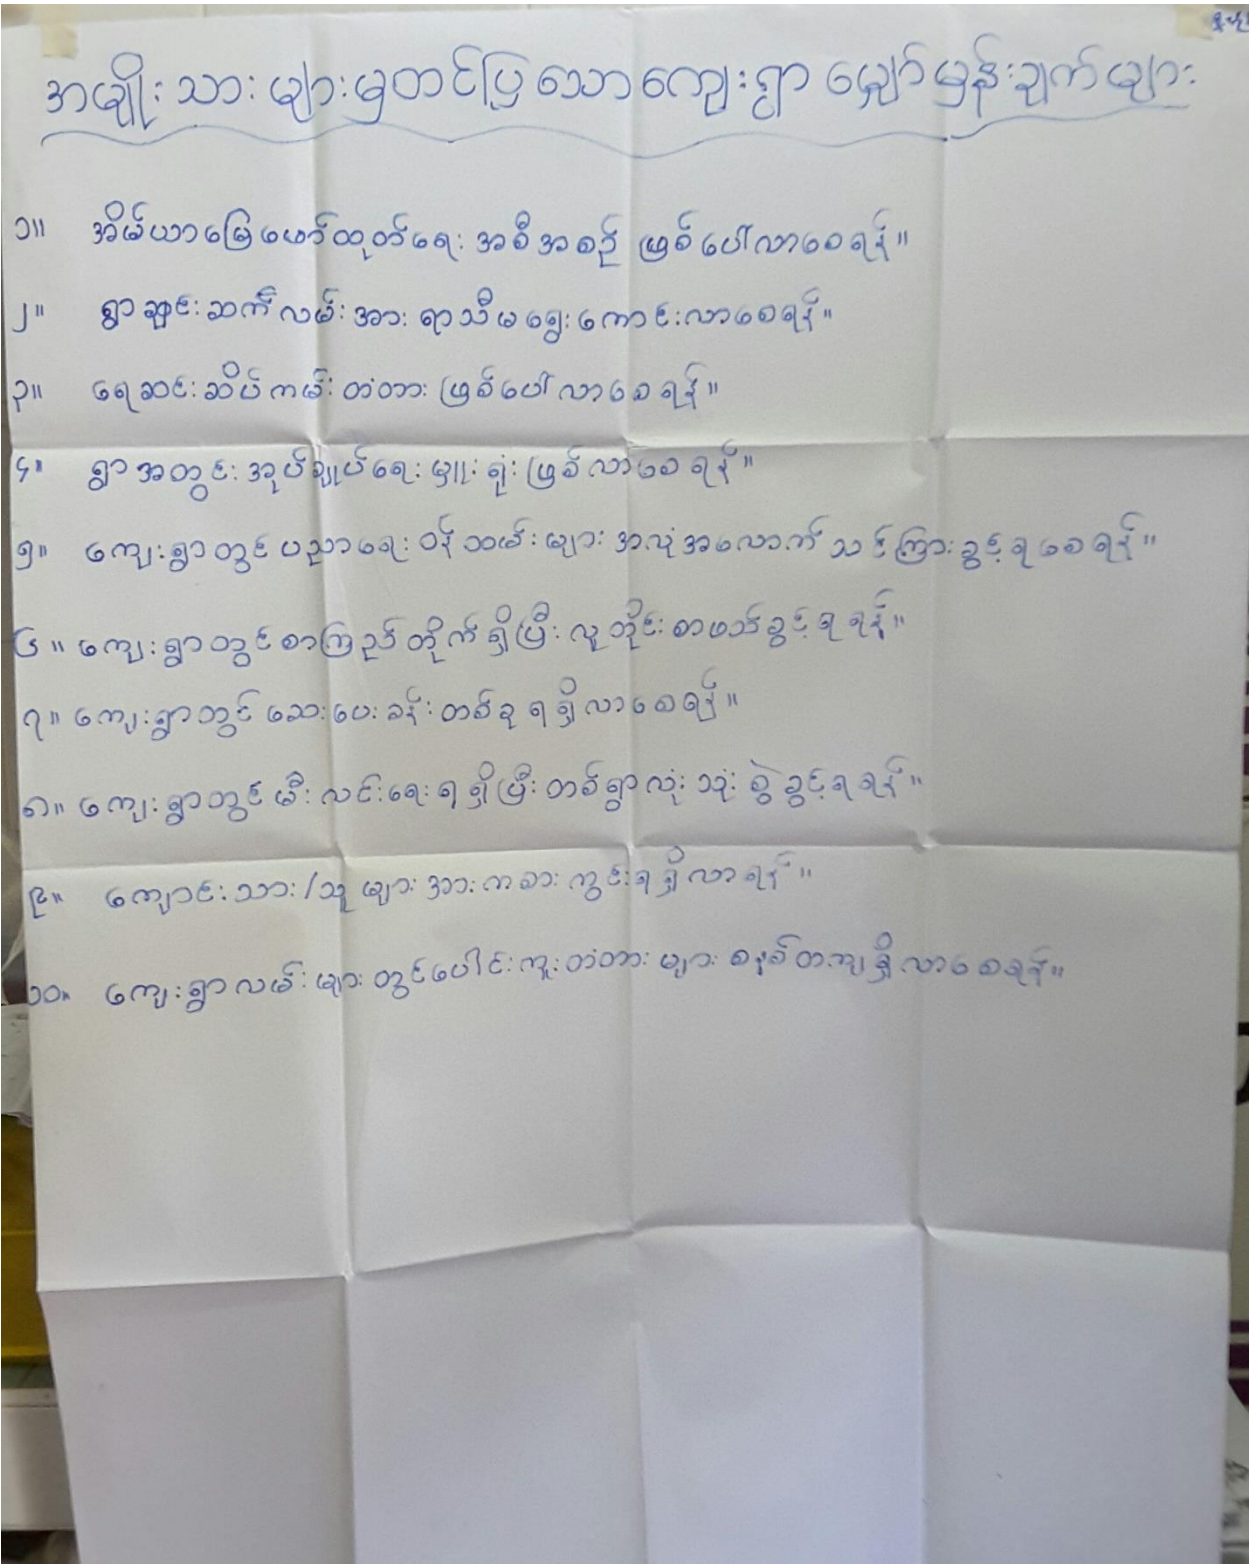 အမျိုးသားများမှတင်ပြသောကျေးရွာမျှော်မှန်းချက်များ
၁။ အိမ်ယာမြေဖော်ထုတ်ရေး အစီအစဉ် ဖြစ်ပေါ်လာစေရန်။
၂။ ရွာချင်းဆက်လမ်းအား ရာသီမရွေးကောင်းလာစေရန်။
၃။ ရေဆင်းဆိပ်ကမ်းတံတား ဖြစ်ပေါ်လာစေရန်။
၄။ ရွာအတွင်းအုပ်ချုပ်ရေးမှူးရုံးဖြစ်လာစေရန်။
၅။ ကျေးရွာတွင်ပညာရေးဝန်ထမ်းများအလုံအလောက်သင်ကြားခွင့်ရစေရန်။
၆။ ကျေးရွာတွင်စာကြည့်တိုက်ရှိပြီးလူတိုင်းစာဖတ်ခွင့်ရရန်။
၇။ ကျေးရွာတွင်ဆေးပေးခန်းတစ်ခုရရှိလာစေရန်။
၈။ ကျေးရွာတွင်မီးလင်းရေးရရှိပြီးတစ်ရွာလုံးသုံးစွဲခွင့်ရရန်။
၉။ ကျောင်းသား/သူများအားကစားကွင်းရရှိလာရန်။
၁၀။ ကျေးရွာလမ်းများတွင်ပေါင်းကူးတံတားများစနစ်တကျရှိလာစေရန်။